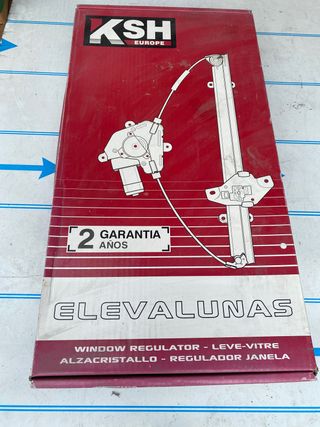 KSH
EUROPE
2 GARANTIA
AÑOS
ELEVALUNAS
WINDOW REGULATOR - LEVE-VITRE
ALZACRISTALLO - REGULADOR JANELA